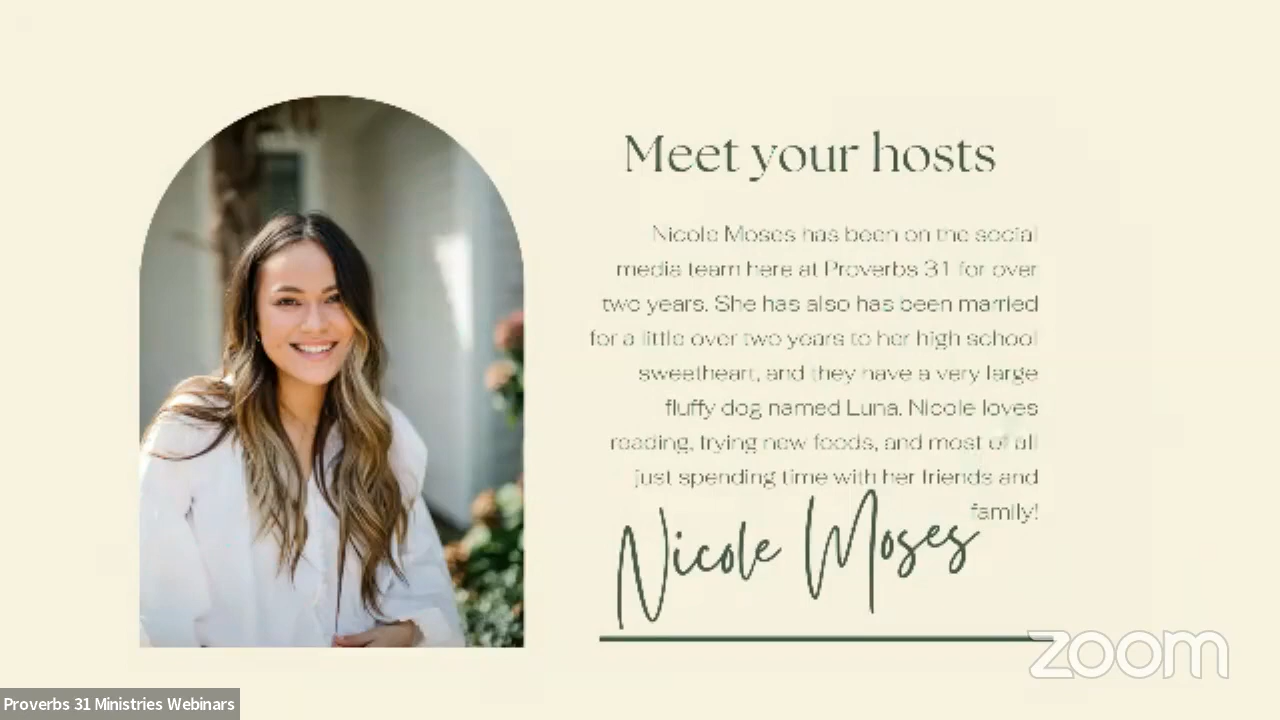 Meet your hosts
Nicole Moses has been on the social
media team here at Proverbs 31 for over
two years. She has also has been married
for a little over two years to her high school
sweetheart, and they have a very large
fluffy dog named Luna. Nicole loves
reading, trying new foods, and most of all
just spending time with her friends and
family!
Nicole Moses
zoom
Proverbs 31 Ministries Webinars